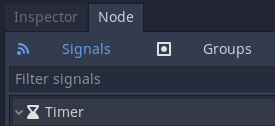 Inspector Node
Signals Groups
Filter signals
Timer